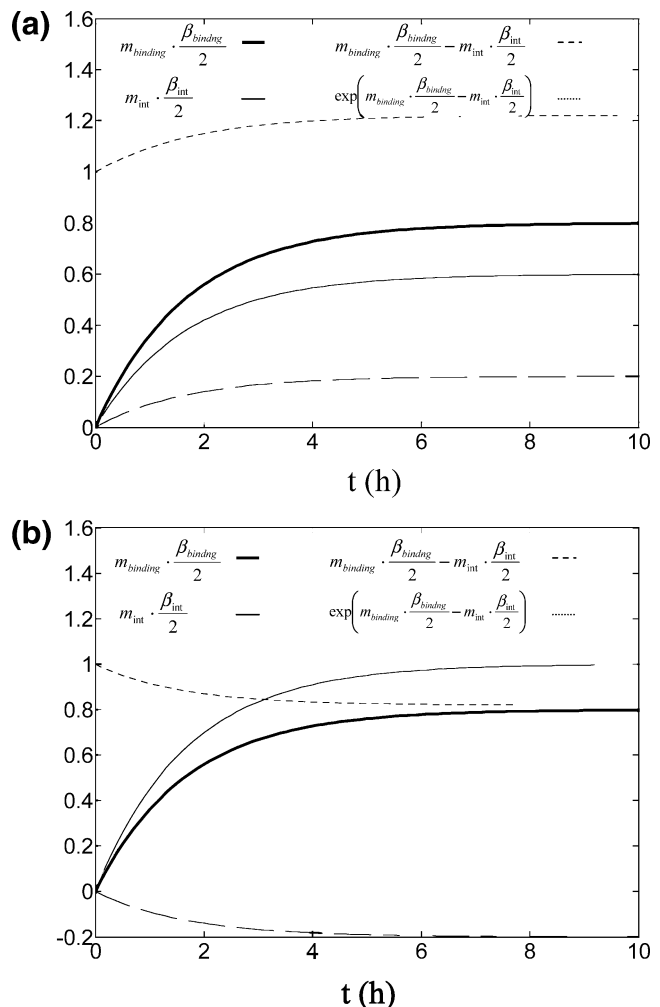 (a)
1.6
1.4
1.2
1
0.8
0.6
0.4
0.2
0
m_binding · β_bindng/2
m_binding · β_bindng/2 − m_int · β_int/2
m_int · β_int/2
exp(m_binding · β_bindng/2 − m_int · β_int/2)
0 2 4 6 8 10
t (h)
(b)
1.6
1.4
1.2
1
0.8
0.6
0.4
0.2
0
-0.2
m_binding · β_bindng/2
m_binding · β_bindng/2 − m_int · β_int/2
m_int · β_int/2
exp(m_binding · β_bindng/2 − m_int · β_int/2)
0 2 4 6 8 10
t (h)